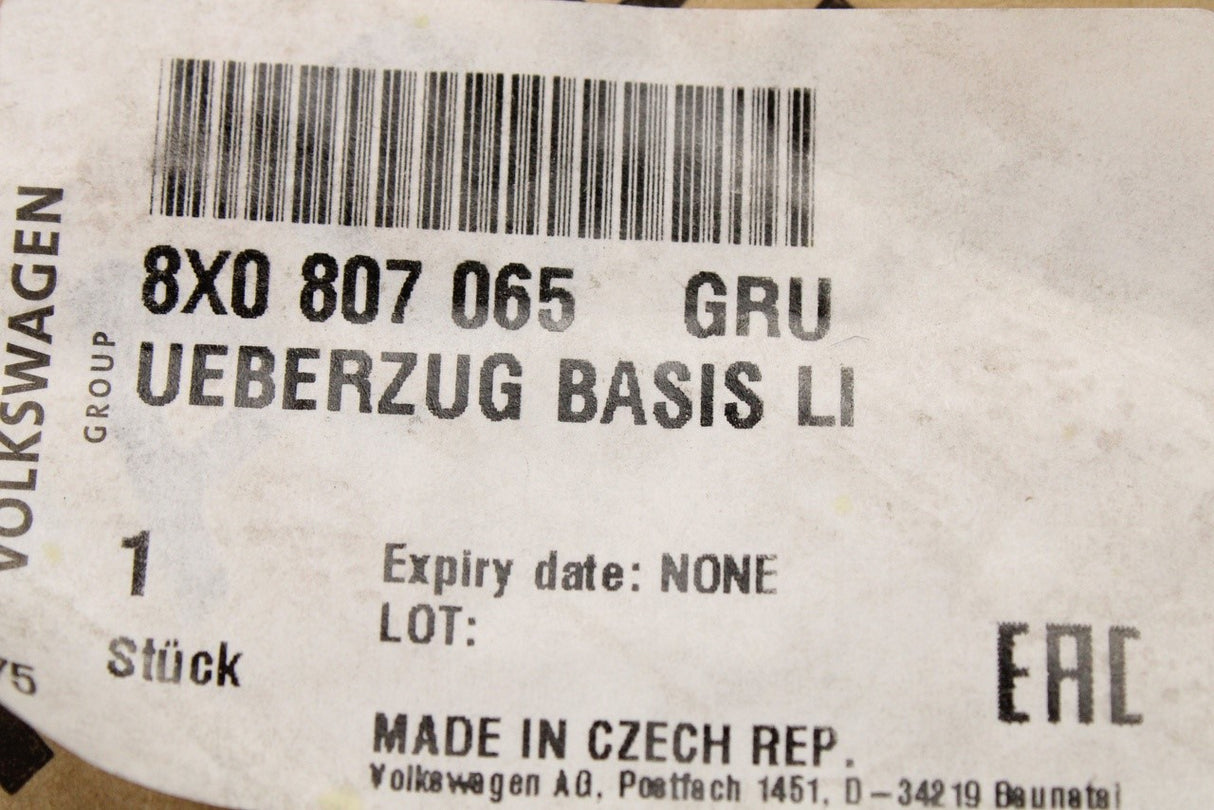 VOLKSWAGEN
GROUP
8X0 807 065 GRU
UEBERZUG BASIS LI
1
Stück
Expiry date: NONE
LOT:
75
EAC
MADE IN CZECH REP.
Volkswagen AG, Postfach 1451, D-34219 Baunatal